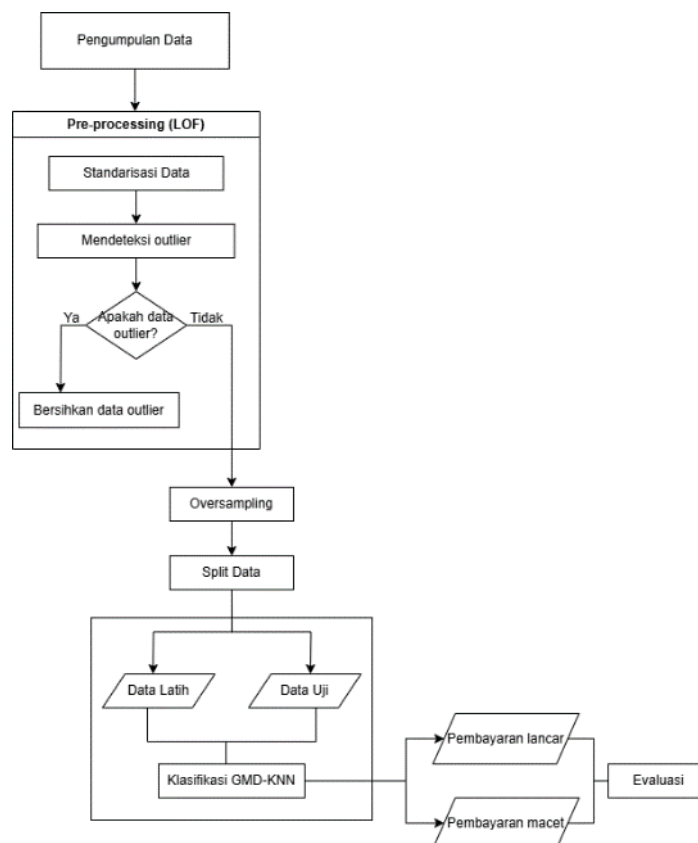 Pengumpulan Data
Pre-processing (LOF)
Standarisasi Data
Mendeteksi outlier
Ya
Apakah data
outlier?
Tidak
Bersihkan data outlier
Oversampling
Split Data
Data Latih
Data Uji
Klasifikasi GMD-KNN
Pembayaran lancar
Evaluasi
Pembayaran macet